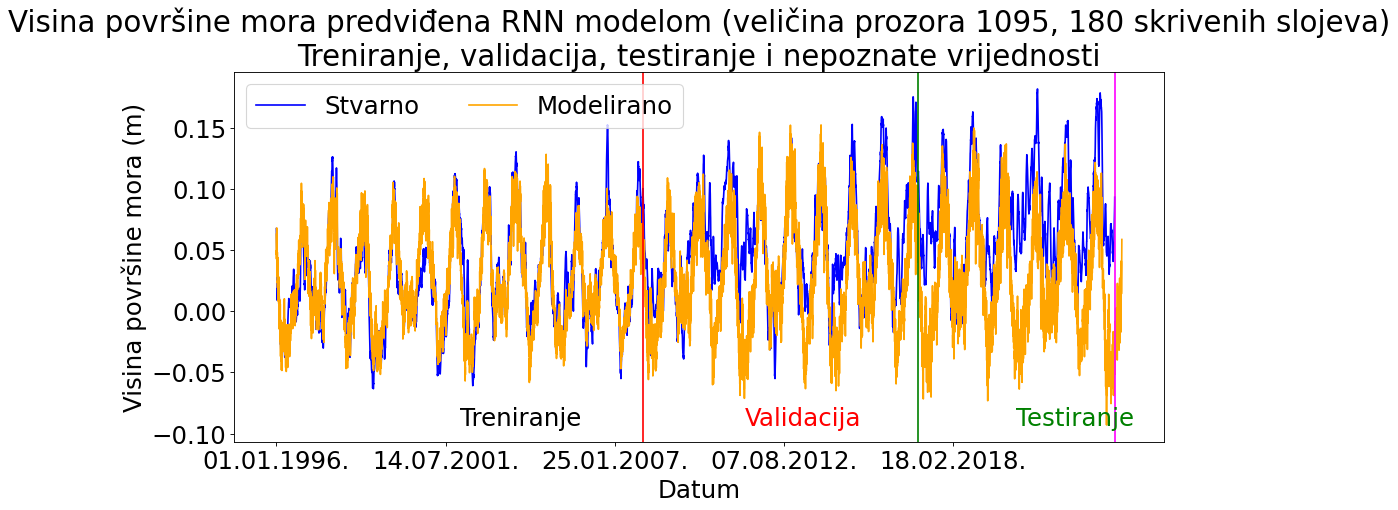 Visina površine mora predviđena RNN modelom (veličina prozora 1095, 180 skrivenih slojeva)
Treniranje, validacija, testiranje i nepoznate vrijednosti
Stvarno
Modelirano
Visina površine mora (m)
0.15
0.10
0.05
0.00
−0.05
−0.10
Treniranje
Validacija
Testiranje
01.01.1996.
14.07.2001.
25.01.2007.
07.08.2012.
18.02.2018.
Datum